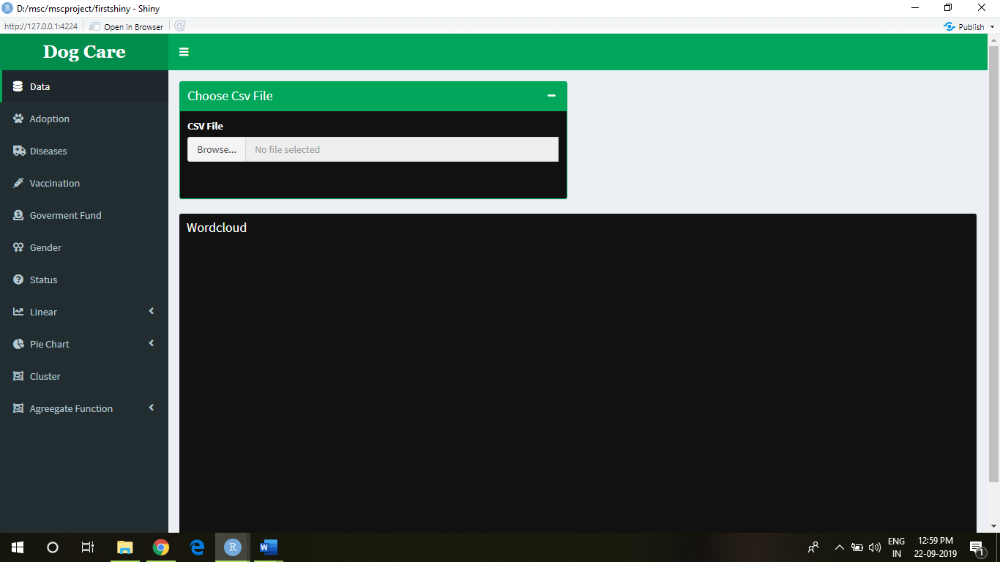 D:/msc/mscproject/firstshiny - Shiny
http://127.0.0.1:4224 Open in Browser Publish
Dog Care
Data
Adoption
Diseases
Vaccination
Goverment Fund
Gender
Status
Linear
Pie Chart
Cluster
Agreegate Function
Choose Csv File
CSV File
Browse... No file selected
Wordcloud
ENG
IN
12:59 PM
22-09-2019
1